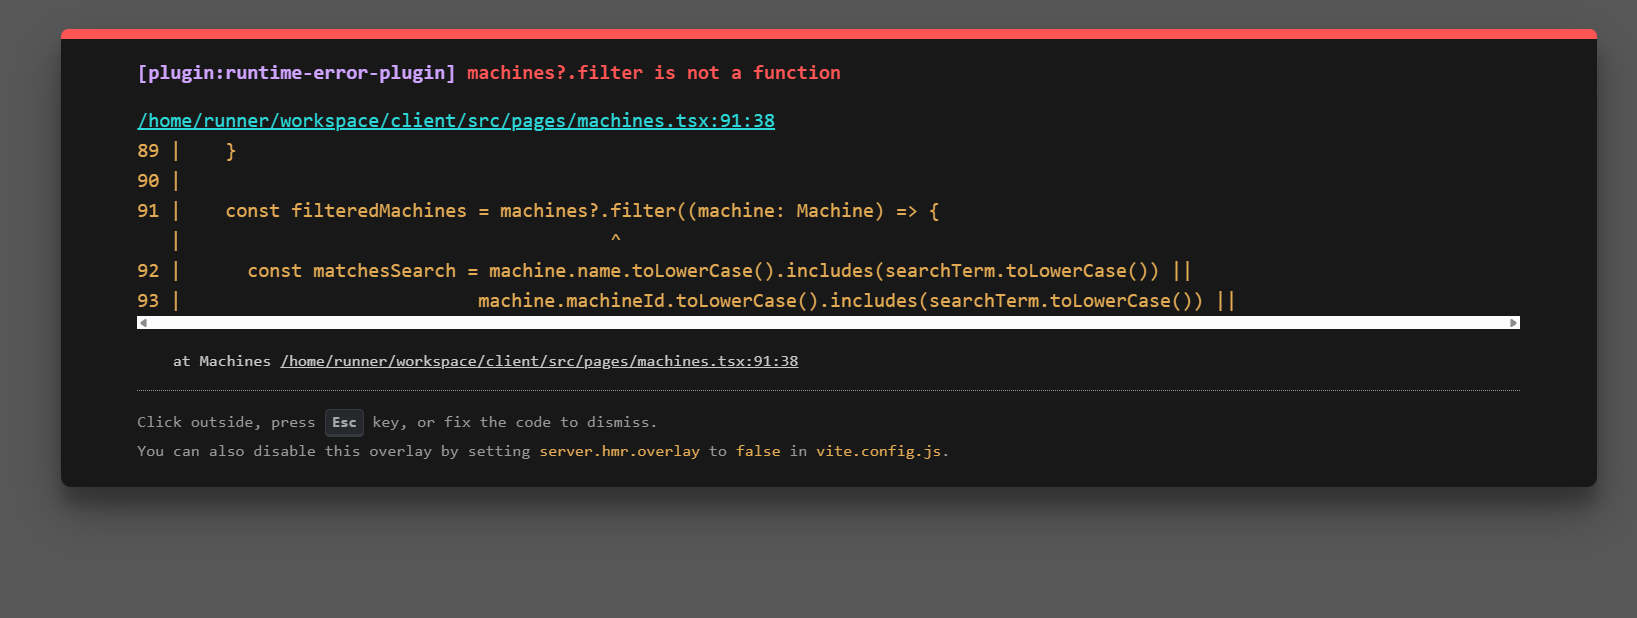 [plugin:runtime-error-plugin] machines?.filter is not a function
/home/runner/workspace/client/src/pages/machines.tsx:91:38
89 |    }
90 |
91 |    const filteredMachines = machines?.filter((machine: Machine) => {
   |                                       ^
92 |      const matchesSearch = machine.name.toLowerCase().includes(searchTerm.toLowerCase()) ||
93 |                           machine.machineId.toLowerCase().includes(searchTerm.toLowerCase()) ||
at Machines /home/runner/workspace/client/src/pages/machines.tsx:91:38
Click outside, press Esc key, or fix the code to dismiss.
You can also disable this overlay by setting server.hmr.overlay to false in vite.config.js.